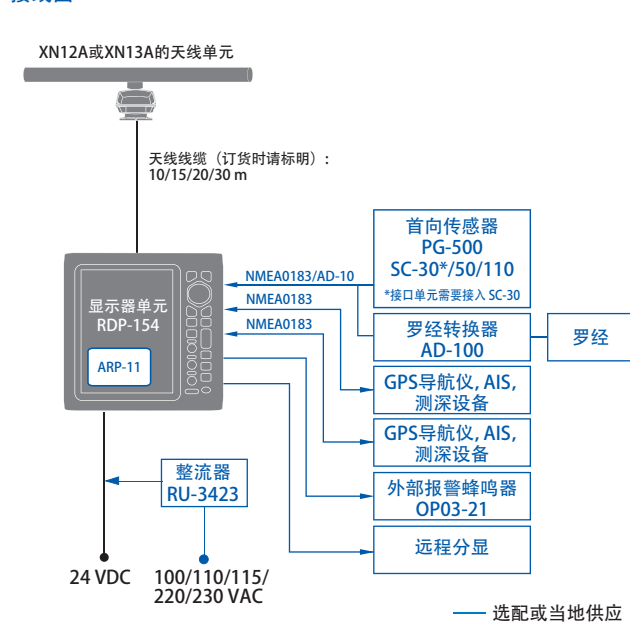 XN12A或XN13A的天线单元
天线线缆（订货时请标明）:
10/15/20/30 m
首向传感器
PG-500
SC-30*/50/110
*接口单元需要接入 SC-30
NMEA0183/AD-10
NMEA0183
NMEA0183
显示器单元
RDP-154
ARP-11
罗经转换器
AD-100
罗经
GPS导航仪, AIS,
测深设备
GPS导航仪, AIS,
测深设备
整流器
RU-3423
外部报警蜂鸣器
OP03-21
远程分显
24 VDC
100/110/115/
220/230 VAC
选配或当地供应